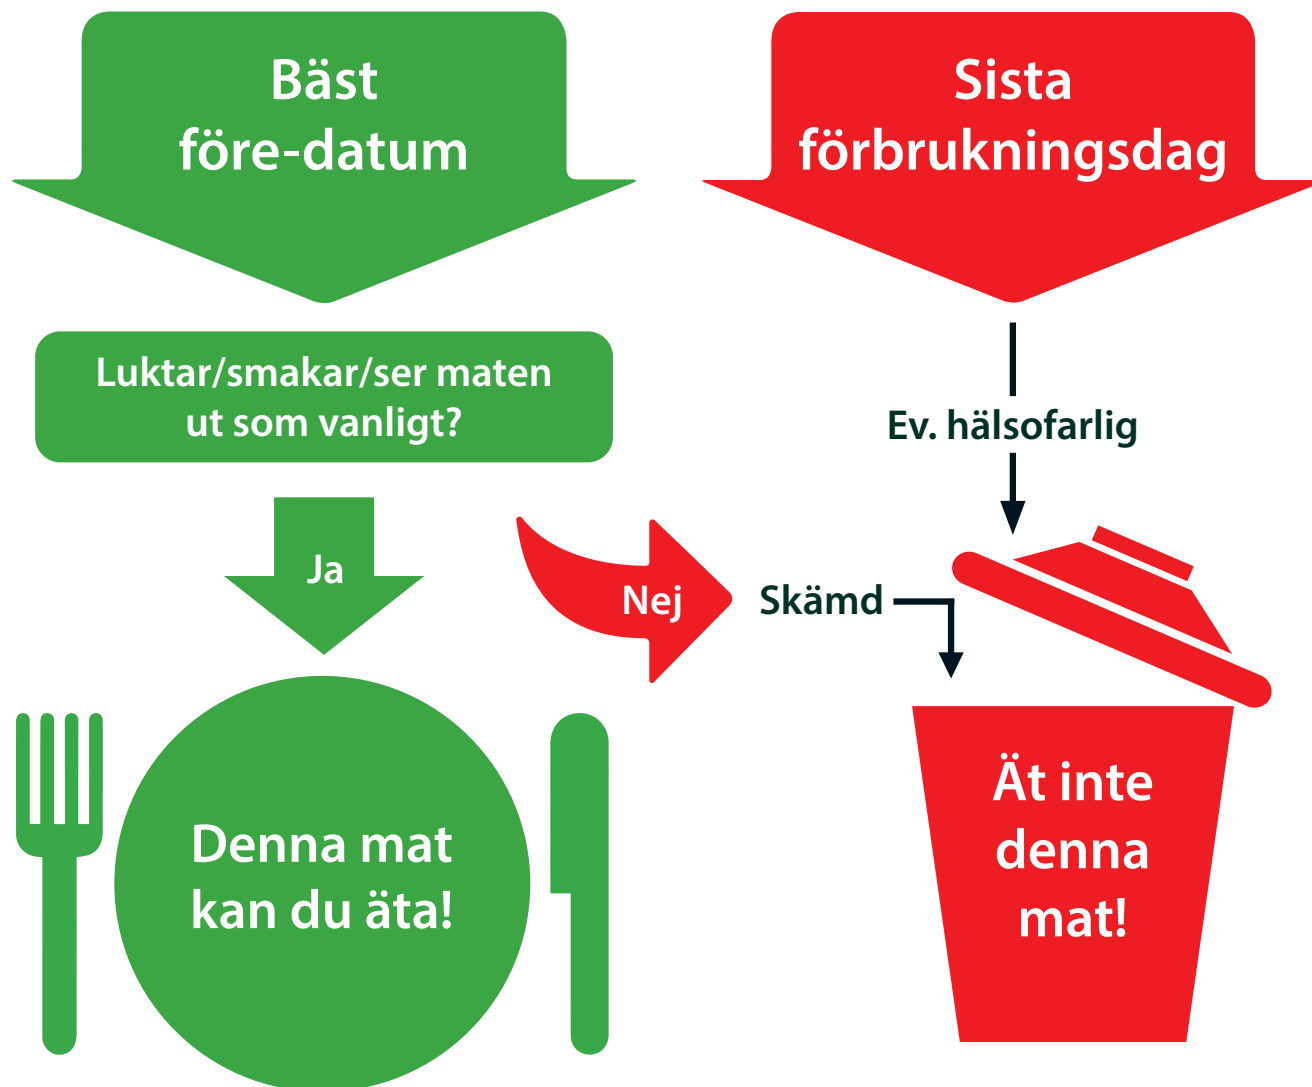 Bäst
före-datum
Sista
förbrukningsdag
Luktar/smakar/ser maten
ut som vanligt?
Ev. hälsofarlig
Ja
Nej
Skämd
Denna mat
kan du äta!
Ät inte
denna
mat!